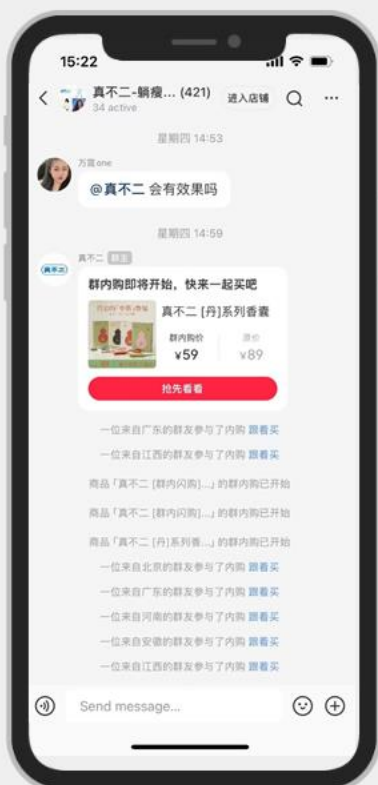 15:22
真不二-躺瘦... (421)
34 active
进入店铺
星期四 14:53
万霞one
@真不二 会有效果吗
星期四 14:59
真不二 群主
真不二
群内购即将开始，快来一起买吧
真不二 [丹]系列香囊
群内购价
原价
¥59
¥89
抢先看看
一位来自广东的群友参与了内购 跟着买
一位来自江西的群友参与了内购 跟着买
商品「真不二 [群内闪购]...」的群内购已开始
商品「真不二 [群内闪购]...」的群内购已开始
商品「真不二 [丹]系列香...」的群内购已开始
一位来自北京的群友参与了内购 跟着买
一位来自广东的群友参与了内购 跟着买
一位来自河南的群友参与了内购 跟着买
一位来自安徽的群友参与了内购 跟着买
一位来自江西的群友参与了内购 跟着买
Send message...